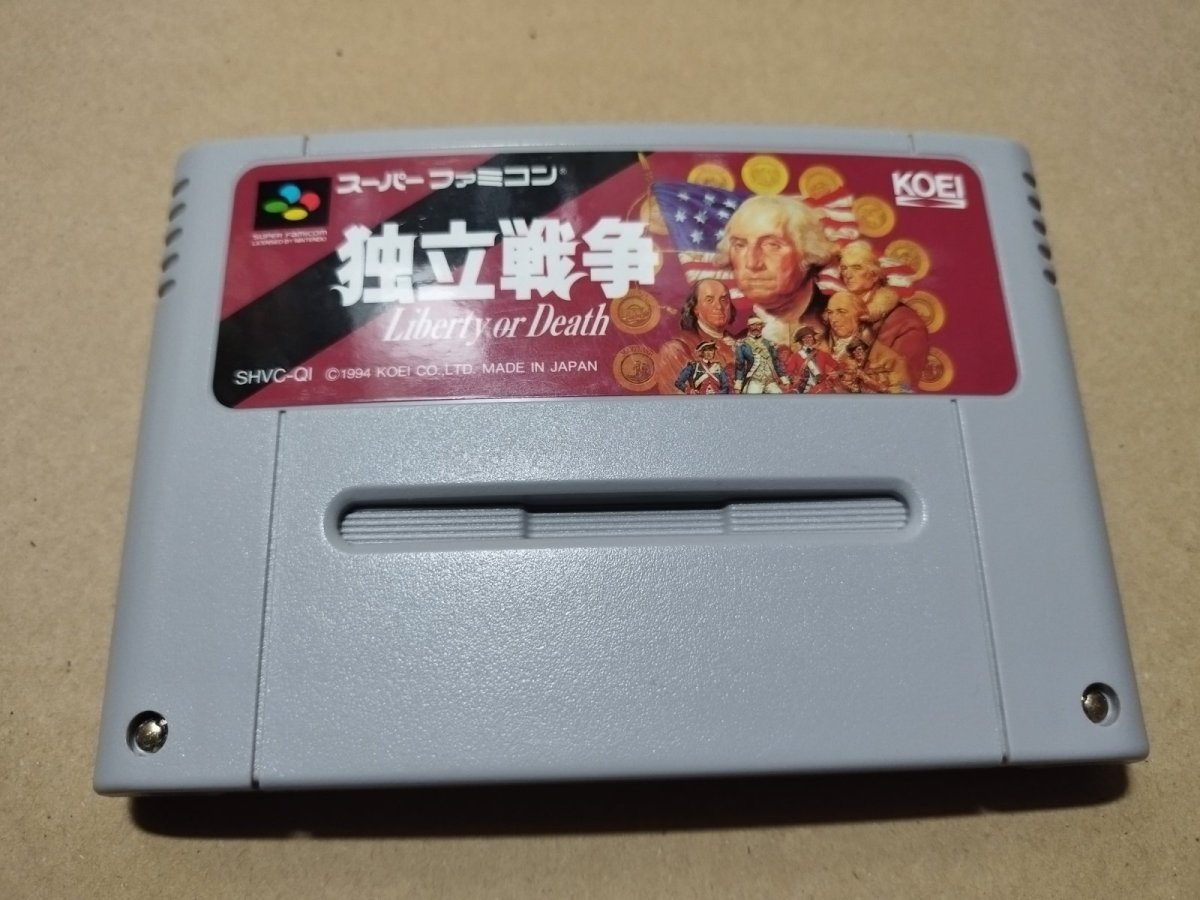 スーパーファミコン®
SUPER FAMICOM
LICENSED BY NINTENDO
KOEI
独立戦争
Liberty or Death
SHVC-QI ©1994 KOEI CO.,LTD. MADE IN JAPAN